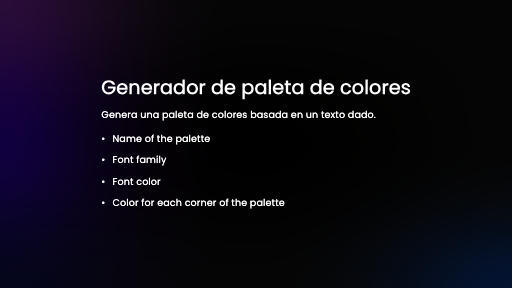 Generador de paleta de colores
Genera una paleta de colores basada en un texto dado.
• Name of the palette
• Font family
• Font color
• Color for each corner of the palette